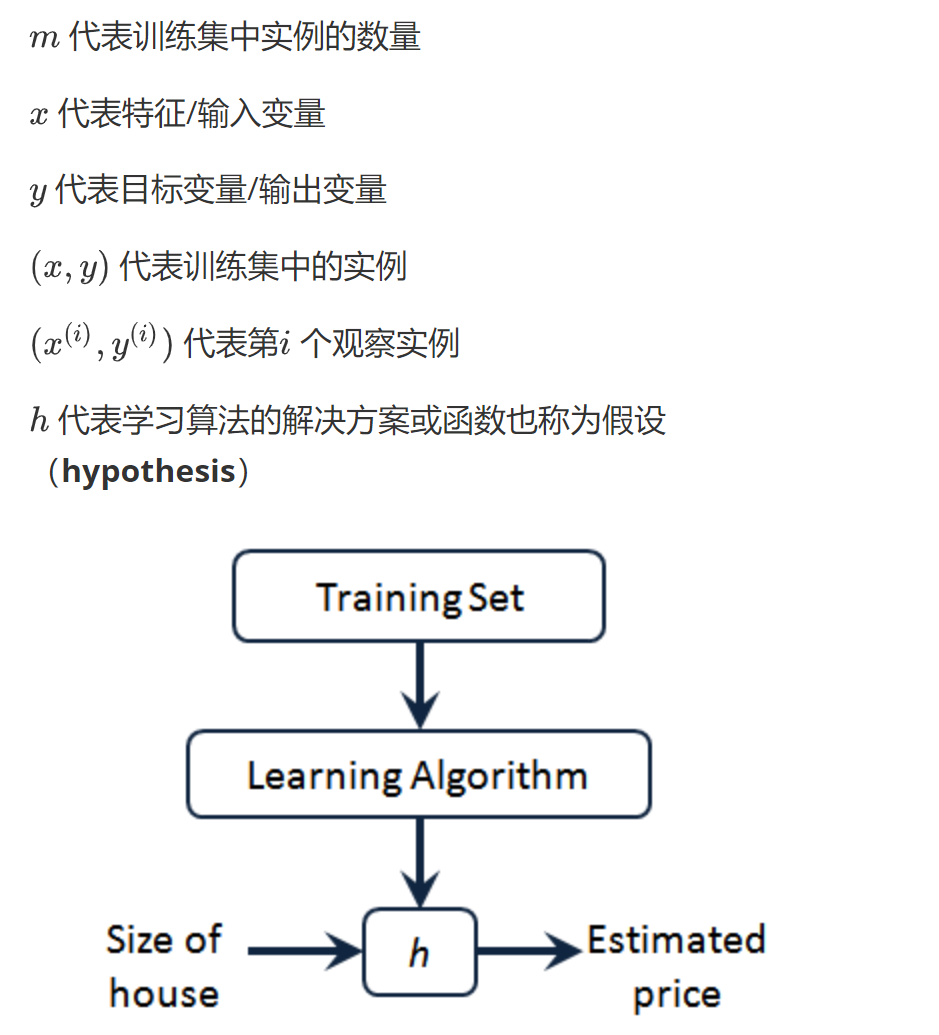 m 代表训练集中实例的数量
x 代表特征/输入变量
y 代表目标变量/输出变量
(x, y) 代表训练集中的实例
(x^{(i)}, y^{(i)}) 代表第i 个观察实例
h 代表学习算法的解决方案或函数也称为假设
（hypothesis）
Training Set
Learning Algorithm
Size of
house
h
Estimated
price